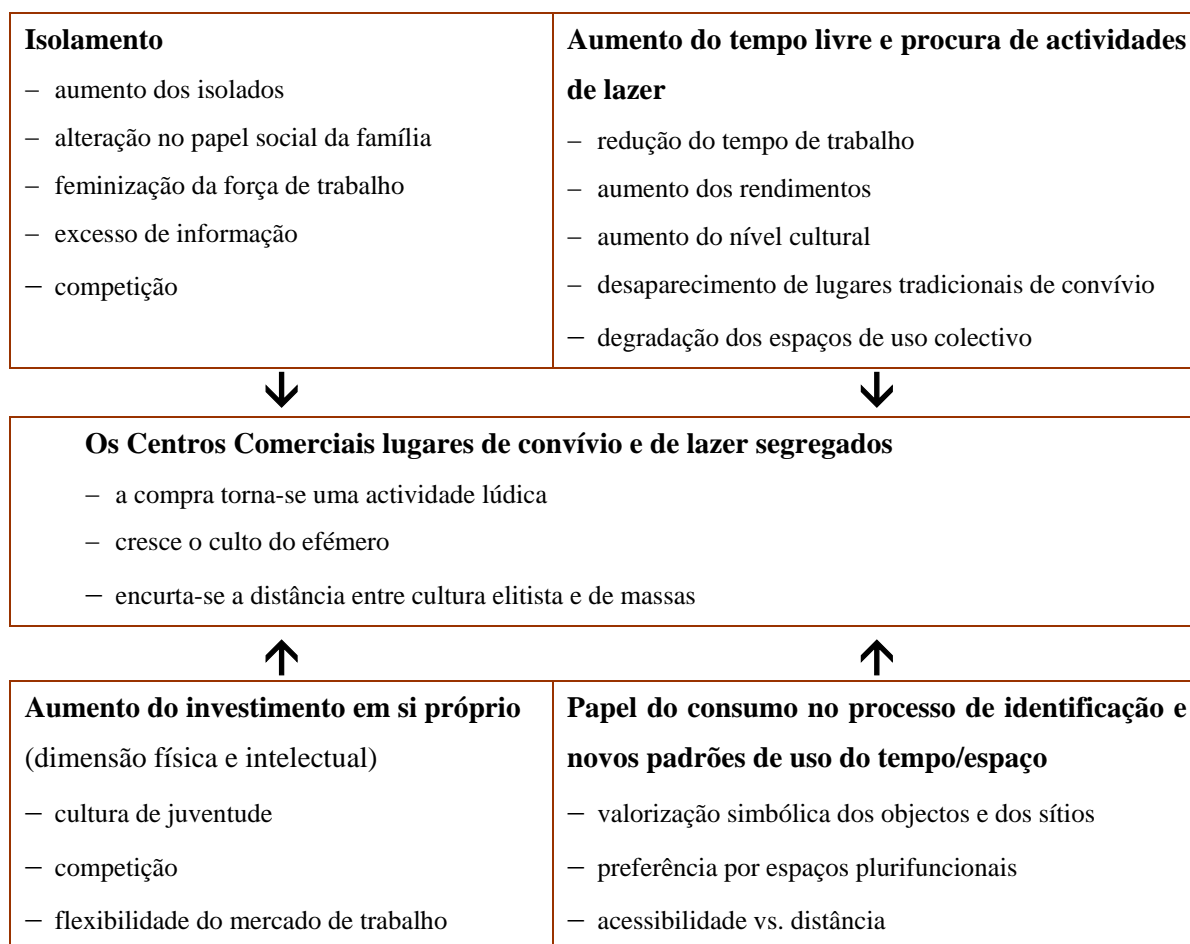 Isolamento
– aumento dos isolados
– alteração no papel social da família
– feminização da força de trabalho
– excesso de informação
– competição
Aumento do tempo livre e procura de actividades
de lazer
– redução do tempo de trabalho
– aumento dos rendimentos
– aumento do nível cultural
– desaparecimento de lugares tradicionais de convívio
– degradação dos espaços de uso colectivo
Os Centros Comerciais lugares de convívio e de lazer segregados
– a compra torna-se uma actividade lúdica
– cresce o culto do efémero
– encurta-se a distância entre cultura elitista e de massas
Aumento do investimento em si próprio
(dimensão física e intelectual)
– cultura de juventude
– competição
– flexibilidade do mercado de trabalho
Papel do consumo no processo de identificação e
novos padrões de uso do tempo/espaço
– valorização simbólica dos objectos e dos sítios
– preferência por espaços plurifuncionais
– acessibilidade vs. distância